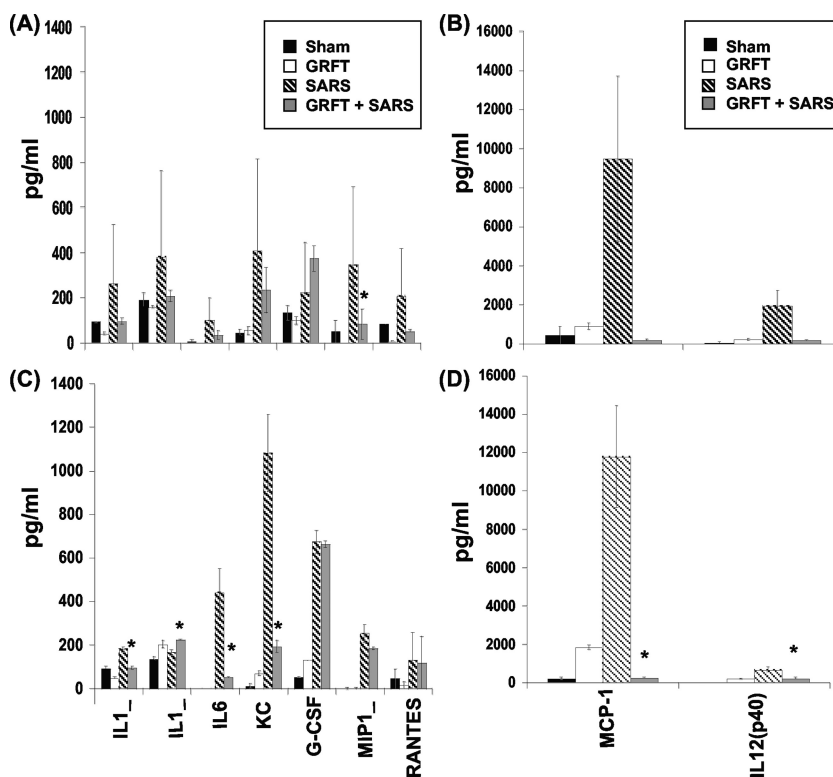 (A)
1400
1200
1000
800
600
400
200
0
pg/ml
Sham
GRFT
SARS
GRFT + SARS
*
(B)
16000
14000
12000
10000
8000
6000
4000
2000
0
pg/ml
Sham
GRFT
SARS
GRFT + SARS
(C)
1400
1200
1000
800
600
400
200
0
pg/ml
*
*
*
*
IL1_
IL1_
IL6
KC
G-CSF
MIP1_
RANTES
(D)
16000
14000
12000
10000
8000
6000
4000
2000
0
pg/ml
*
*
MCP-1
IL12(p40)